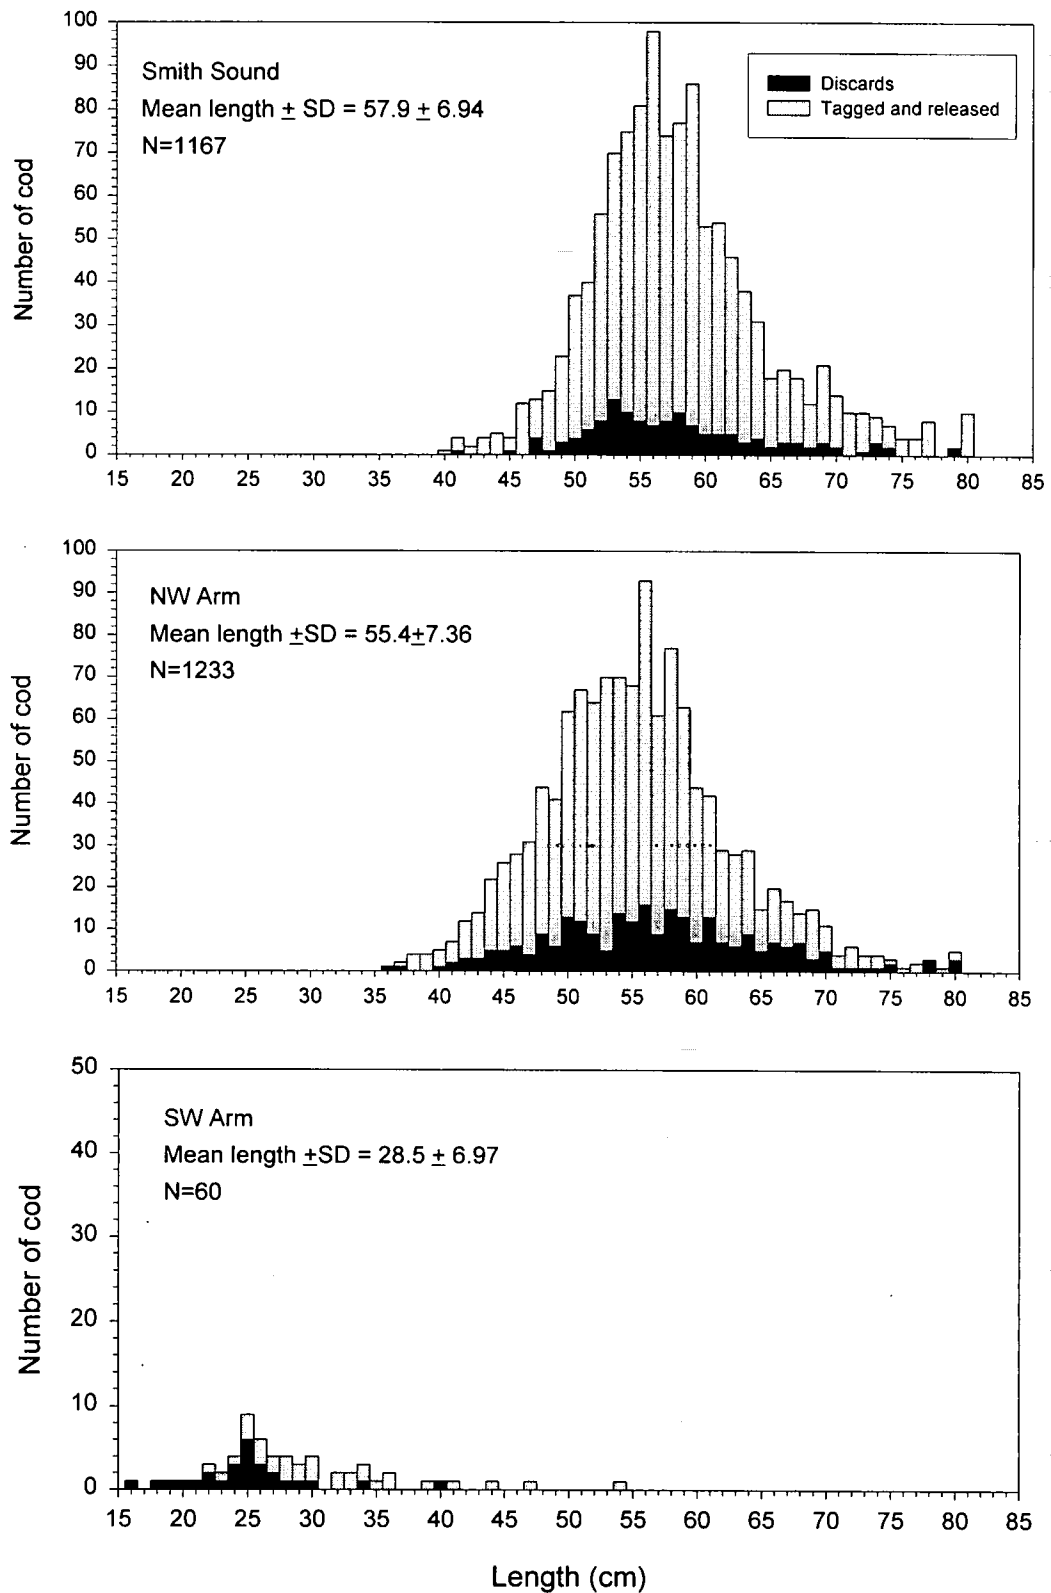 Smith Sound
Mean length ± SD = 57.9 ± 6.94
N=1167
Discards
Tagged and released
Number of cod
100
90
80
70
60
50
40
30
20
10
0
15 20 25 30 35 40 45 50 55 60 65 70 75 80 85
NW Arm
Mean length ±SD = 55.4±7.36
N=1233
Number of cod
100
90
80
70
60
50
40
30
20
10
0
15 20 25 30 35 40 45 50 55 60 65 70 75 80 85
SW Arm
Mean length ±SD = 28.5 ± 6.97
N=60
Number of cod
50
40
30
20
10
0
15 20 25 30 35 40 45 50 55 60 65 70 75 80 85
Length (cm)